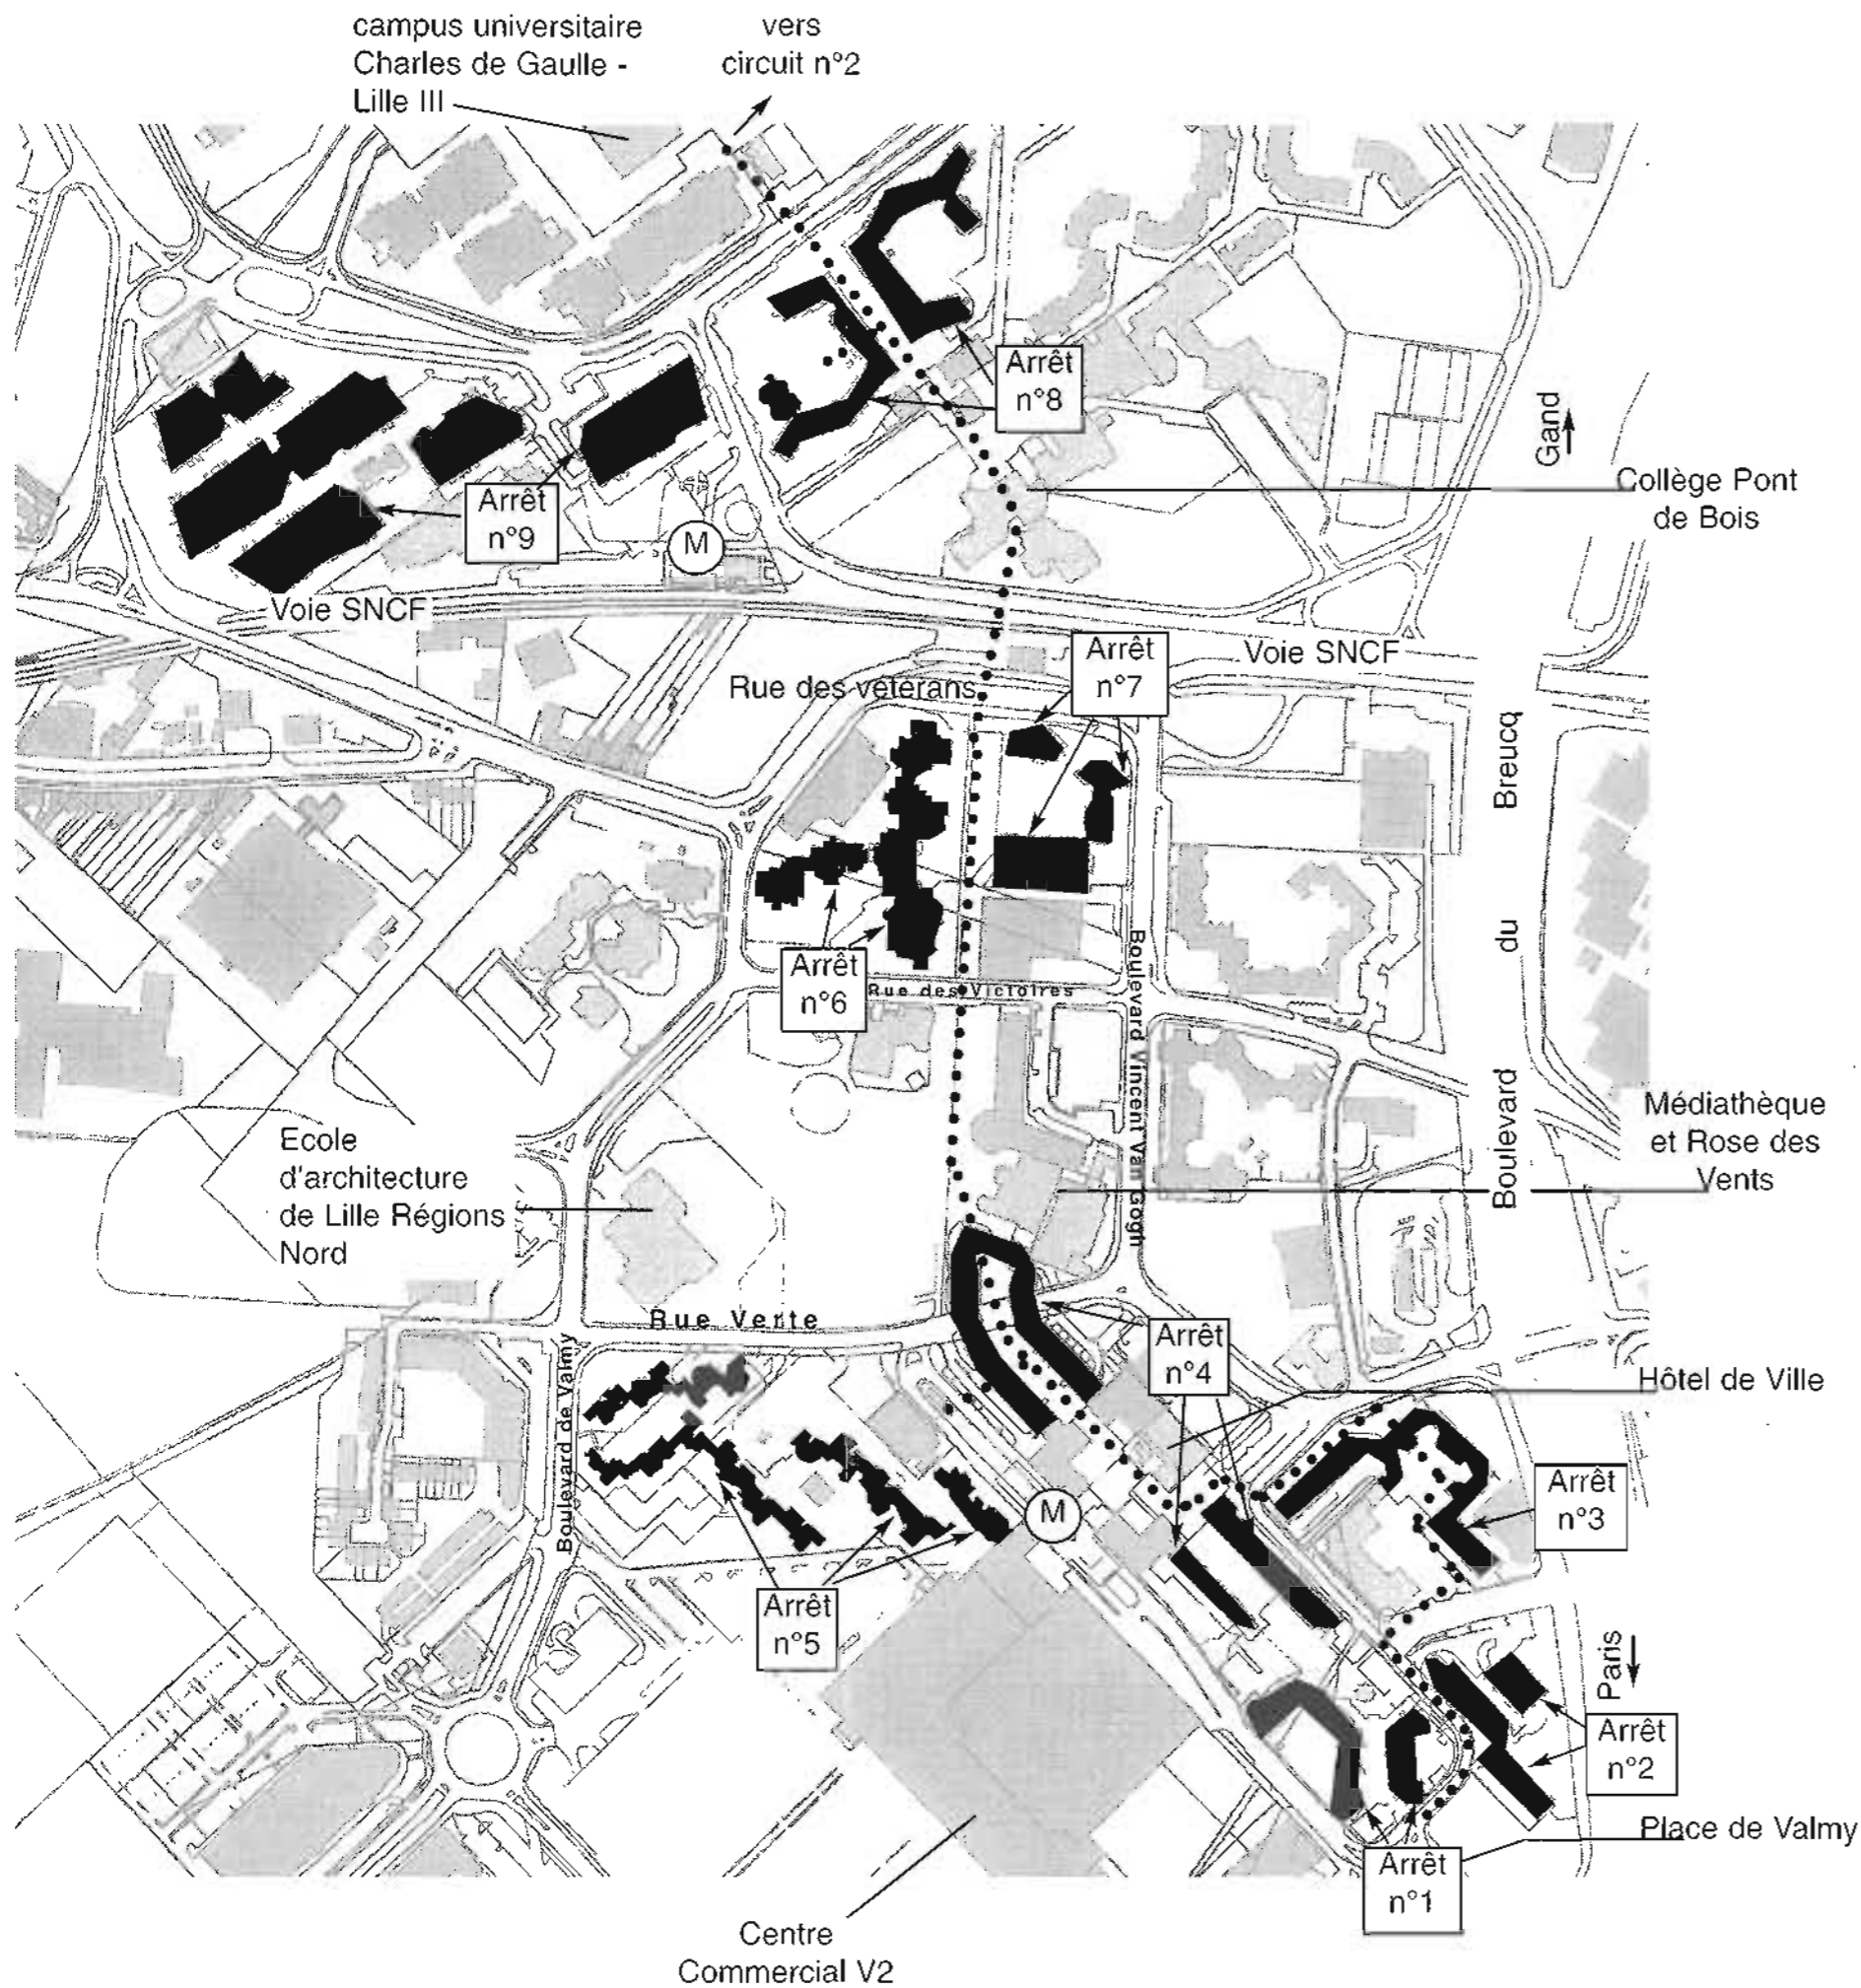 campus universitaire
Charles de Gaulle -
Lille III
vers
circuit n°2
Arrêt
n°8
Gand
Collège Pont
de Bois
Arrêt
n°9
M
Voie SNCF
Arrêt
n°7
Voie SNCF
Rue des vétérans
Breucq
du
Boulevard
Arrêt
n°6
Rue des Victoires
Boulevard Vincent Van Gogh
Médiathèque
et Rose des
Vents
Ecole
d'architecture
de Lille Régions
Nord
Rue Verte
Boulevard de Valmy
Arrêt
n°4
Hôtel de Ville
Arrêt
n°3
M
Arrêt
n°5
Paris
Arrêt
n°2
Place de Valmy
Arrêt
n°1
Centre
Commercial V2